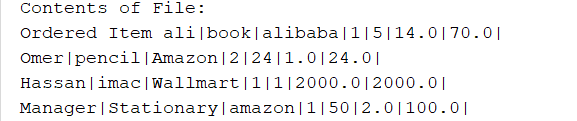 Contents of File:
Ordered Item ali|book|alibaba|1|5|14.0|70.0|
Omer|pencil|Amazon|2|24|1.0|24.0|
Hassan|imac|Wallmart|1|1|2000.0|2000.0|
Manager|Stationary|amazon|1|50|2.0|100.0|